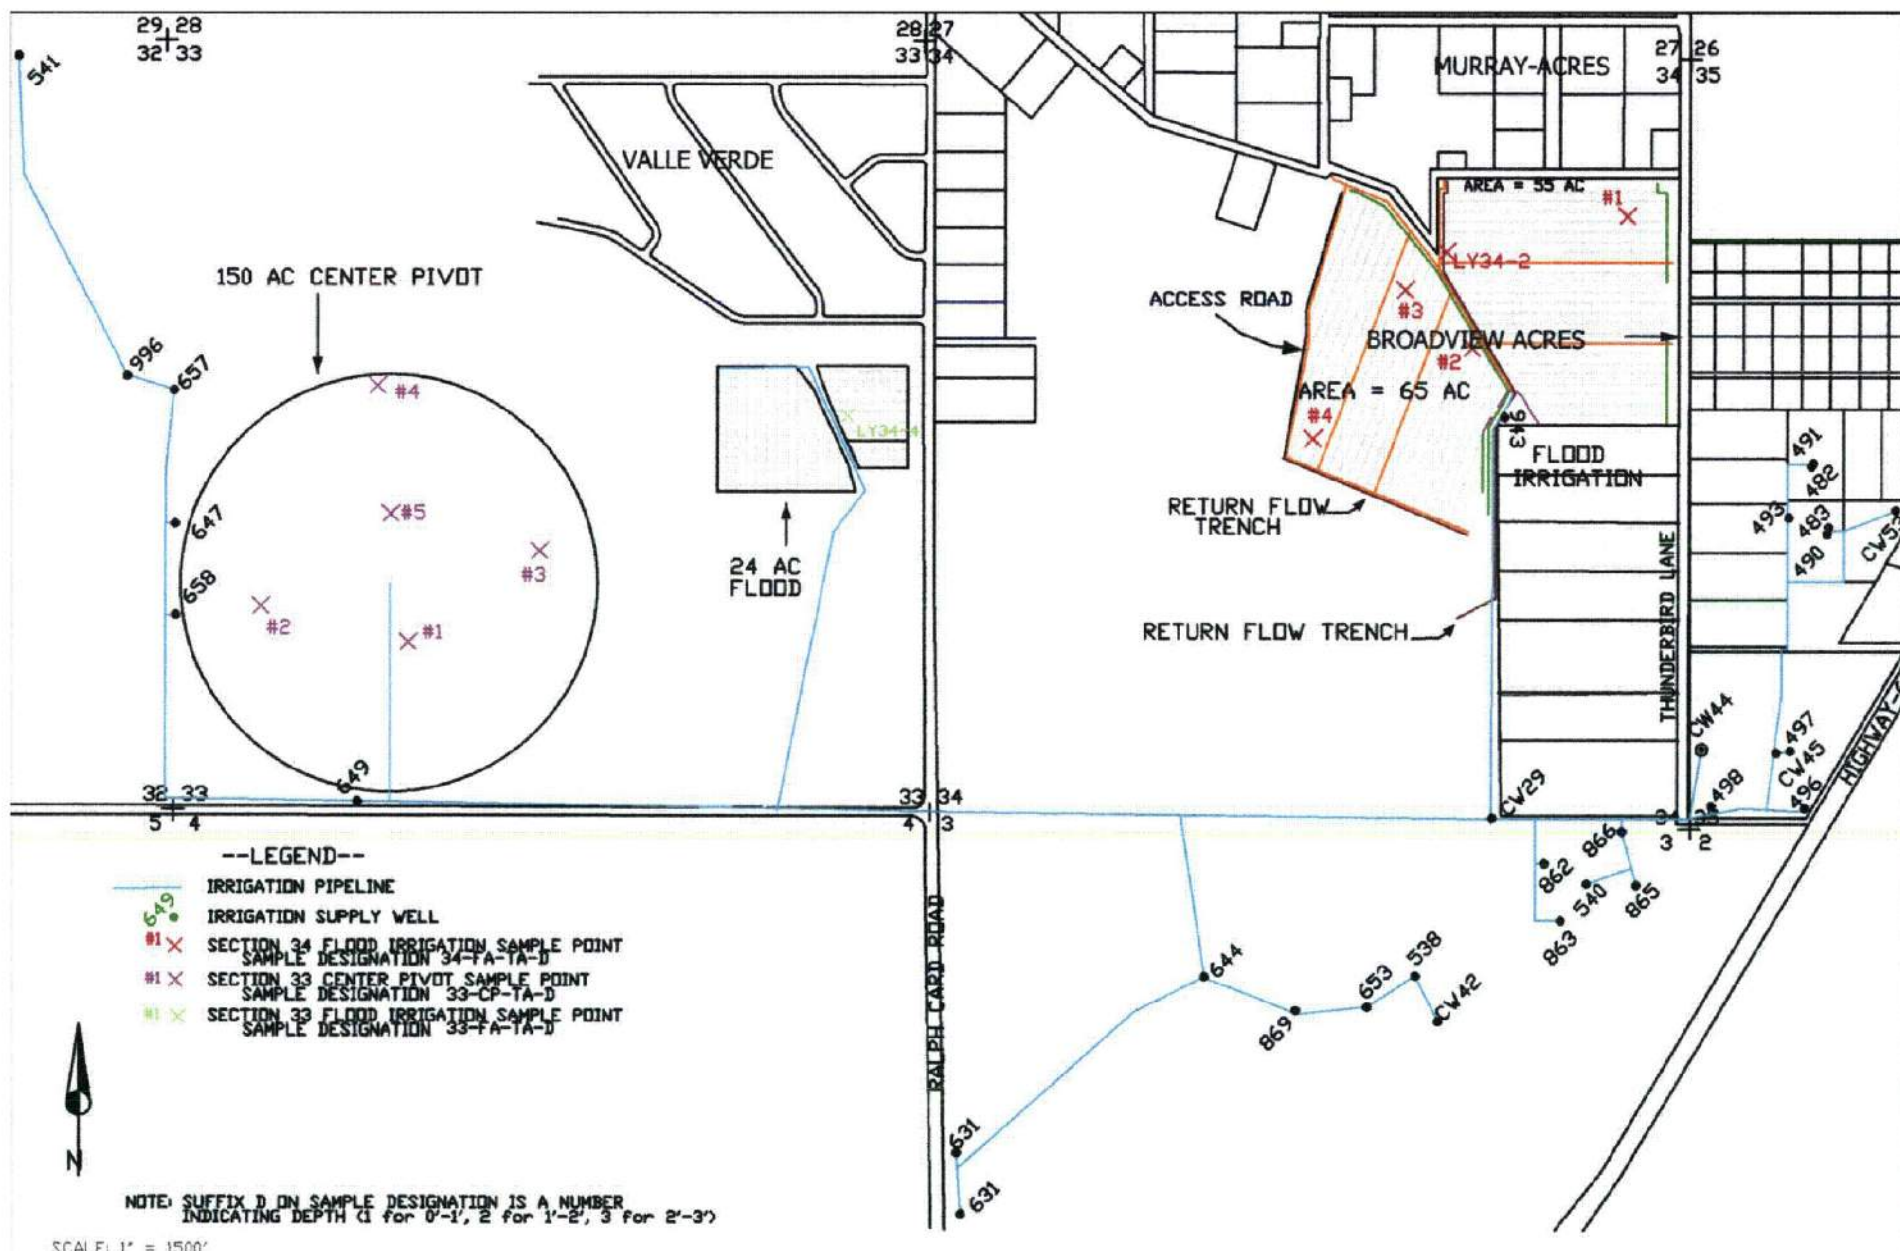 29 28
32 33
28 27
33 34
27 26
34 35
541
MURRAY-ACRES
VALLE VERDE
AREA = 55 AC
#1
LY34-2
150 AC CENTER PIVOT
ACCESS ROAD
#3
BROADVIEW ACRES
#2
AREA = 65 AC
#4
996
657
#4
LY34-4
943
FLOOD
IRRIGATION
491
482
493
483
490
CW53
647
#5
#3
658
#2
#1
24 AC
FLOOD
RETURN FLOW
TRENCH
RETURN FLOW TRENCH
THUNDERBIRD LANE
CW44
497
CW45
496
498
HIGHWAY
649
32 33
5 4
33 34
4 3
CW29
3 2
866
862
540
865
863
--LEGEND--
IRRIGATION PIPELINE
649
IRRIGATION SUPPLY WELL
#1 SECTION 34 FLOOD IRRIGATION SAMPLE POINT
SAMPLE DESIGNATION 34-FA-TA-D
#1 SECTION 33 CENTER PIVOT SAMPLE POINT
SAMPLE DESIGNATION 33-CP-TA-D
#1 SECTION 33 FLOOD IRRIGATION SAMPLE POINT
SAMPLE DESIGNATION 33-FA-TA-D
RALPH CARD ROAD
644
869
653
538
CW42
631
631
N
NOTE: SUFFIX D ON SAMPLE DESIGNATION IS A NUMBER
INDICATING DEPTH (1 for 0'-1', 2 for 1'-2', 3 for 2'-3')
SCALE: 1" = 1500'